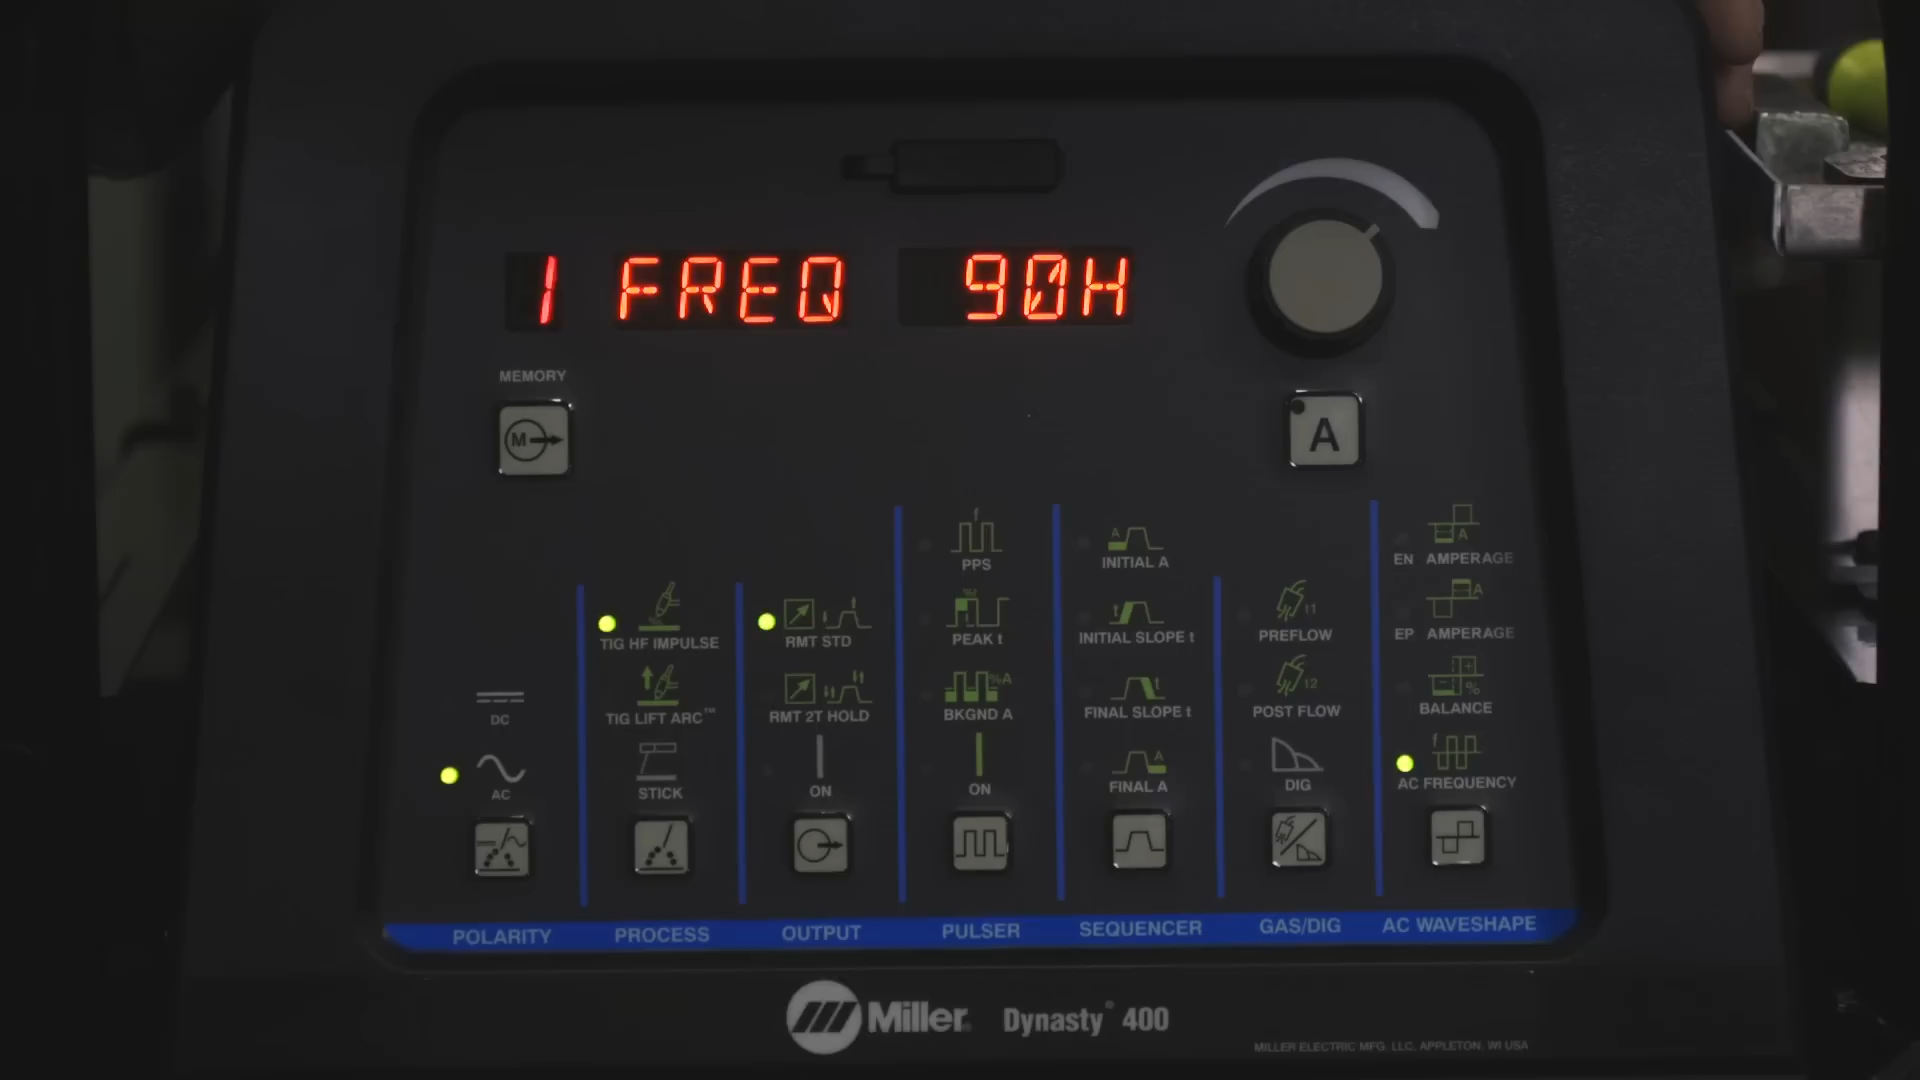 1 FREQ 90H
MEMORY
M
A
f
PPS
A
INITIAL A
A
EN AMPERAGE
TIG HF IMPULSE
RMT STD
%t
PEAK t
t
INITIAL SLOPE t
t1
PREFLOW
A
EP AMPERAGE
DC
TIG LIFT ARC™
RMT 2T HOLD
%A
BKGND A
t
FINAL SLOPE t
t2
POST FLOW
%
BALANCE
AC
STICK
ON
ON
A
FINAL A
DIG
f
AC FREQUENCY
POLARITY PROCESS OUTPUT PULSER SEQUENCER GAS/DIG AC WAVESHAPE
Miller® Dynasty® 400
MILLER ELECTRIC MFG. LLC, APPLETON, WI USA